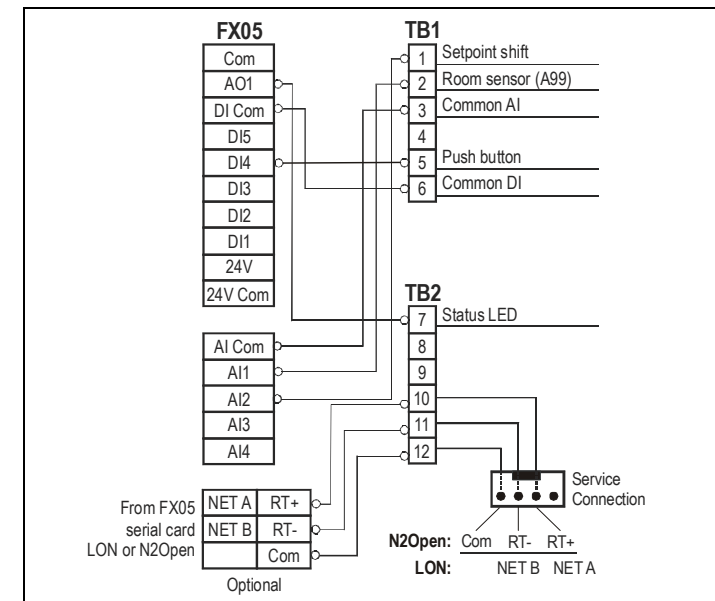 FX05
Com
AO1
DI Com
DI5
DI4
DI3
DI2
DI1
24V
24V Com
AI Com
AI1
AI2
AI3
AI4
TB1
1 Setpoint shift
2 Room sensor (A99)
3 Common AI
4
5 Push button
6 Common DI
TB2
7 Status LED
8
9
10
11
12
From FX05
serial card
LON or N2Open
NET A RT+
NET B RT-
Com
Optional
Service
Connection
N2Open: Com RT- RT+
LON: NET B NET A